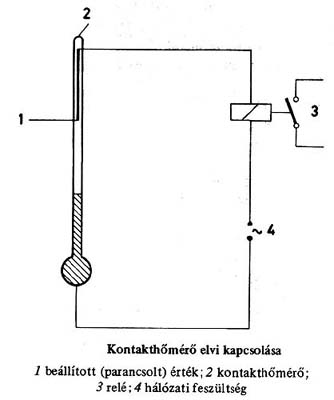 2
1
3
~ 4
Kontakthőmérő elvi kapcsolása
1 beállított (parancsolt) érték; 2 kontakthőmérő;
3 relé; 4 hálózati feszültség